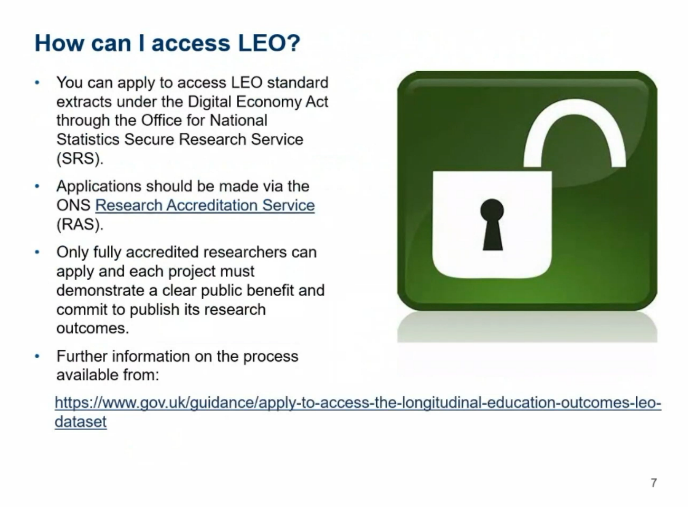 How can I access LEO?
• You can apply to access LEO standard
extracts under the Digital Economy Act
through the Office for National
Statistics Secure Research Service
(SRS).
• Applications should be made via the
ONS Research Accreditation Service
(RAS).
• Only fully accredited researchers can
apply and each project must
demonstrate a clear public benefit and
commit to publish its research
outcomes.
• Further information on the process
available from:
https://www.gov.uk/guidance/apply-to-access-the-longitudinal-education-outcomes-leo-
dataset
7